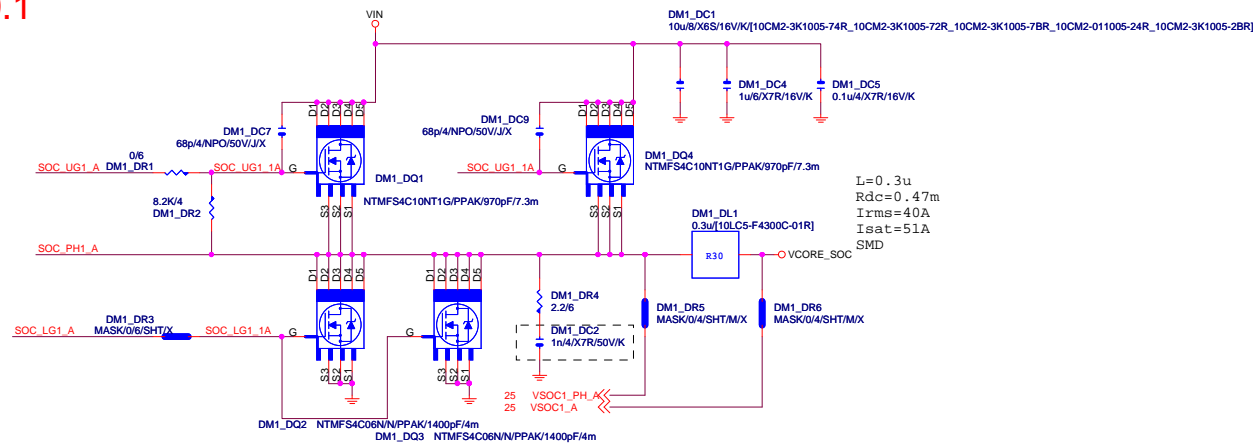 VIN
DM1_DC1
10u/8/X6S/16V/K/[10CM2-3K1005-74R_10CM2-3K1005-72R_10CM2-3K1005-7BR_10CM2-011005-24R_10CM2-3K1005-2BR]
DM1_DC4
1u/6/X7R/16V/K
DM1_DC5
0.1u/4/X7R/16V/K
D1 D2 D3 D4 D5
D1 D2 D3 D4 D5
DM1_DC7
68p/4/NPO/50V/J/X
DM1_DC9
68p/4/NPO/50V/J/X
0/6
SOC_UG1_A
DM1_DR1
SOC_UG1_1A
G
DM1_DQ1
NTMFS4C10NT1G/PPAK/970pF/7.3m
SOC_UG1_1A
G
DM1_DQ4
NTMFS4C10NT1G/PPAK/970pF/7.3m
8.2K/4
DM1_DR2
S3 S2 S1
S3 S2 S1
L=0.3u
Rdc=0.47m
Irms=40A
Isat=51A
SMD
DM1_DL1
0.3u/[10LC5-F4300C-01R]
R30
VCORE_SOC
SOC_PH1_A
D1 D2 D3 D4 D5
D1 D2 D3 D4 D5
DM1_DR4
2.2/6
DM1_DC2
1n/4/X7R/50V/K
DM1_DR5
MASK/0/4/SHT/M/X
DM1_DR6
MASK/0/4/SHT/M/X
SOC_LG1_A
DM1_DR3
MASK/0/6/SHT/X
SOC_LG1_1A
G
G
S3 S2 S1
S3 S2 S1
25 VSOC1_PH_A
25 VSOC1_A
DM1_DQ2 NTMFS4C06N/N/PPAK/1400pF/4m
DM1_DQ3 NTMFS4C06N/N/PPAK/1400pF/4m